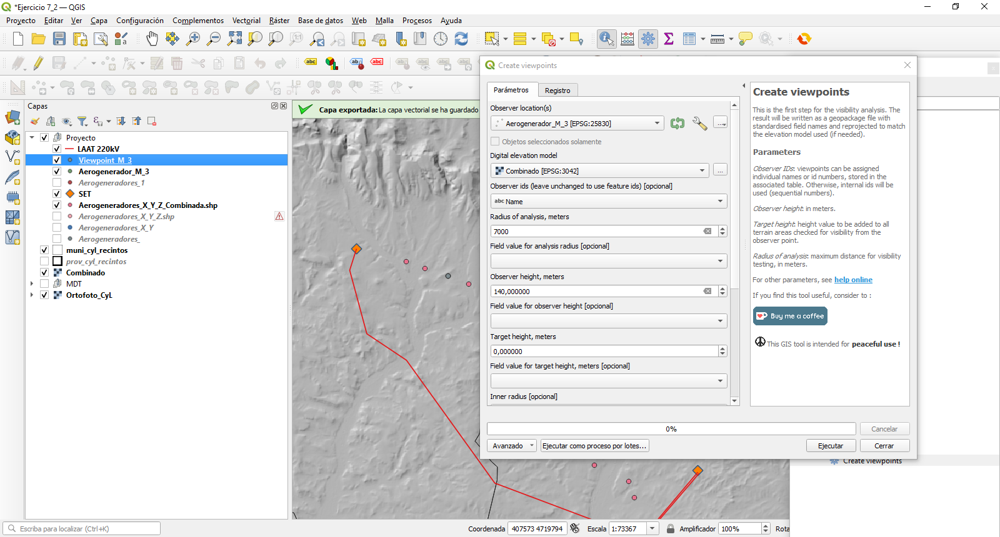 *Ejercicio 7_2 — QGIS
Proyecto Editar Ver Capa Configuración Complementos Vectorial Ráster Base de datos Web Malla Procesos Ayuda
abc abc abc
Capas
Capa exportada: La capa vectorial se ha guardado
Proyecto
LAAT 220kV
Viewpoint_M_3
Aerogenerador_M_3
Aerogeneradores_1
SET
Aerogeneradores_X_Y_Z_Combinada.shp
Aerogeneradores_X_Y_Z.shp
Aerogeneradores_X_Y
Aerogeneradores_
muni_cyl_recintos
prov_cyl_recintos
Combinado
MDT
Ortofoto_CyL
Create viewpoints
Parámetros Registro
Observer location(s)
Aerogenerador_M_3 [EPSG:25830]
...
Objetos seleccionados solamente
Digital elevation model
Combinado [EPSG:3042]
...
Observer ids (leave unchanged to use feature ids) [opcional]
abc Name
Radius of analysis, meters
7000
Field value for analysis radius [opcional]
Observer height, meters
140,000000
Field value for observer height [opcional]
Target height, meters
0,000000
Field value for target height, meters [opcional]
Inner radius [opcional]
Create viewpoints
This is the first step for the visibility analysis. The
result will be written as a geopackage file with
standardised field names and reprojected to match
the elevation model used (if needed).
Parameters
Observer IDs: viewpoints can be assigned
individual names or id numbers, stored in the
associated table. Otherwise, internal ids will be
used (sequential numbers).
Observer height: in meters.
Target height: height value to be added to all
terrain areas checked for visibility from the
observer point.
Radius of analysis: maximum distance for visibility
testing, in meters.
For other parameters, see help online
If you find this tool useful, consider to :
Buy me a coffee
This GIS tool is intended for peaceful use !
0%
Cancelar
Avanzado
Ejecutar como proceso por lotes...
Ejecutar
Cerrar
Create viewpoints
Escriba para localizar (Ctrl+K)
Coordenada 407573 4719794
Escala 1:73367
Amplificador 100%
Rota